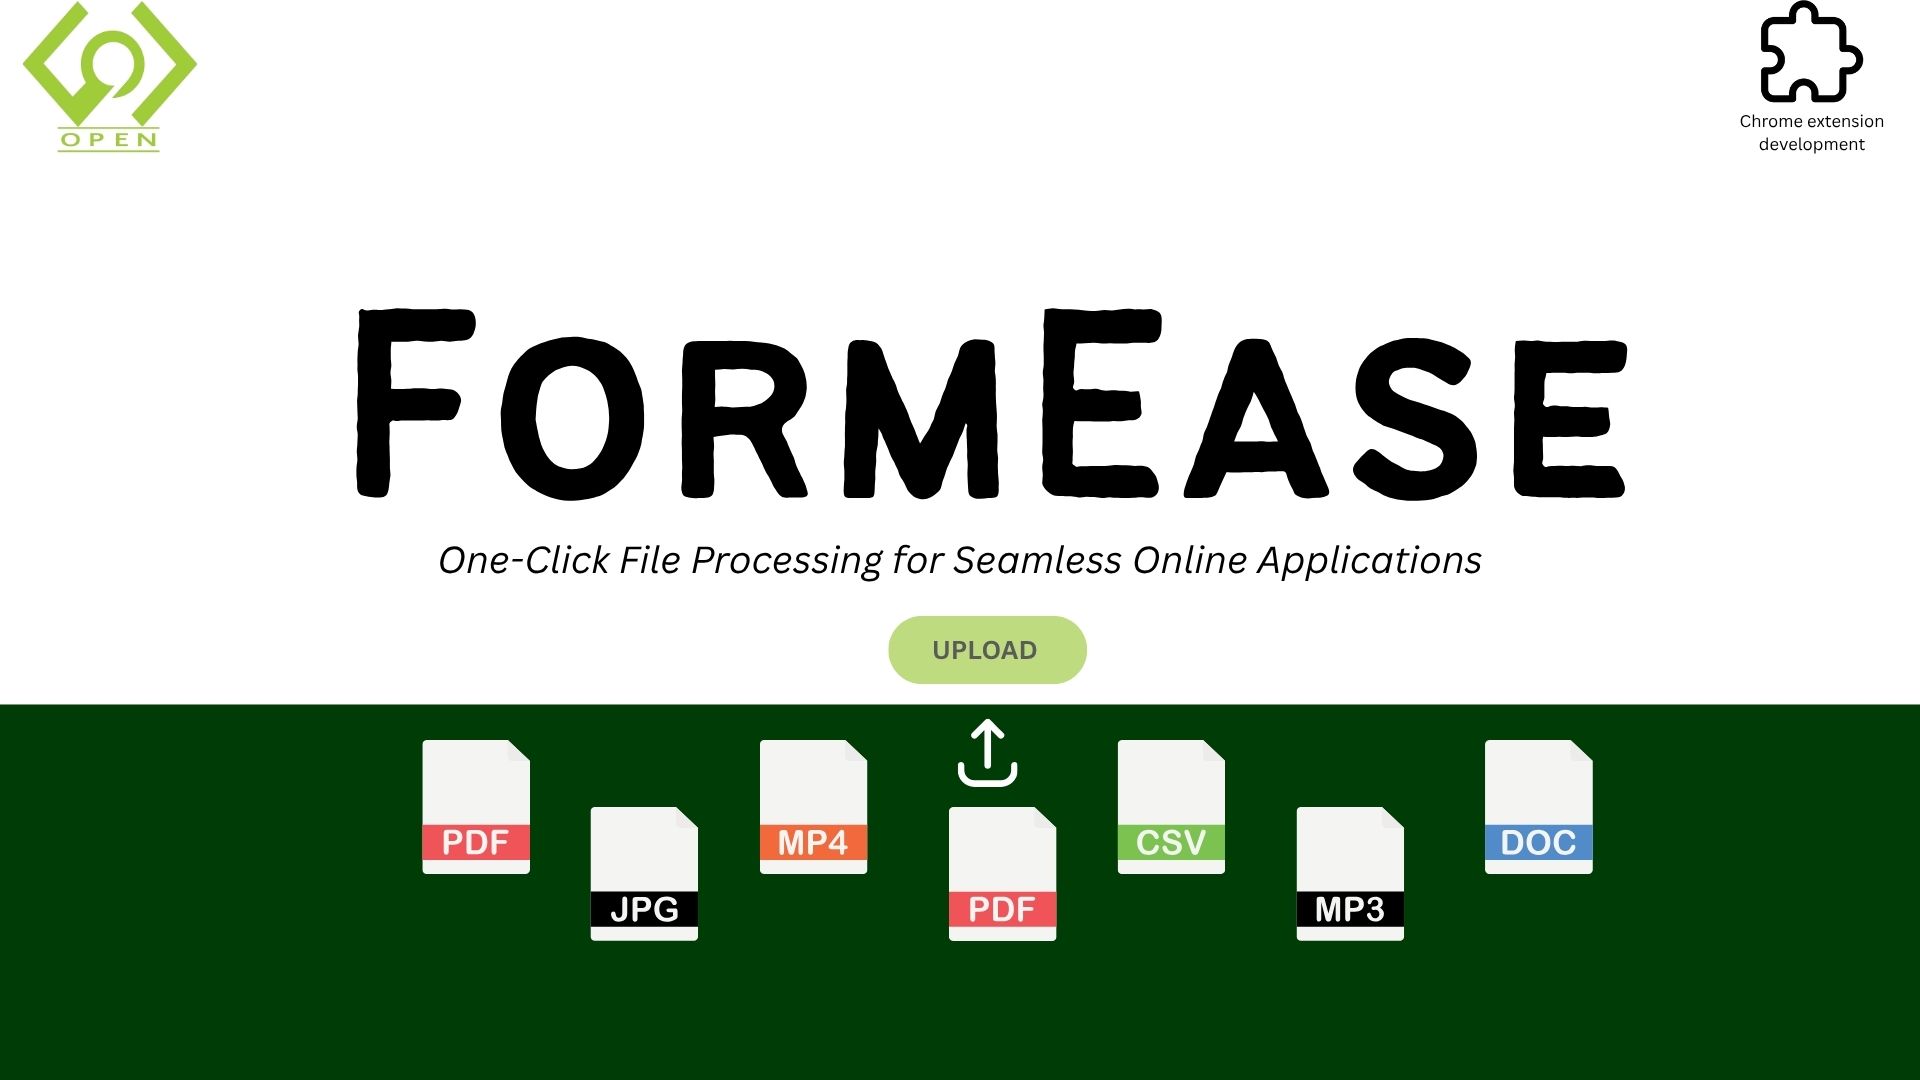 OPEN
Chrome extension
development
FORMEASE
One-Click File Processing for Seamless Online Applications
UPLOAD
PDF
MP4
CSV
DOC
JPG
PDF
MP3